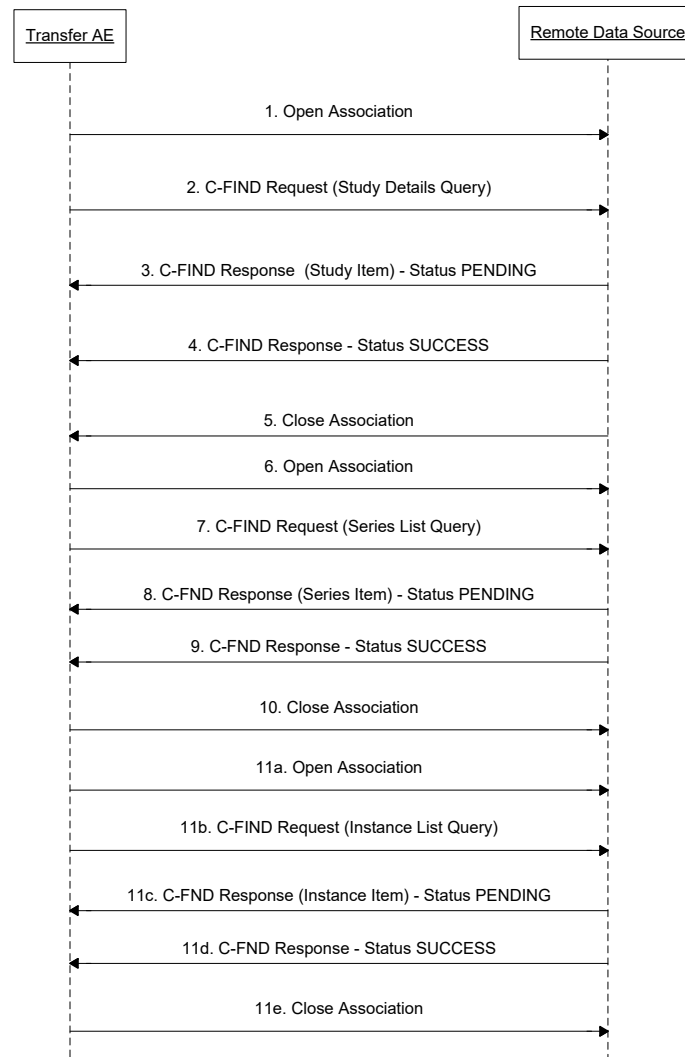 Transfer AE
Remote Data Source
1. Open Association
2. C-FIND Request (Study Details Query)
3. C-FIND Response  (Study Item) - Status PENDING
4. C-FIND Response - Status SUCCESS
5. Close Association
6. Open Association
7. C-FIND Request (Series List Query)
8. C-FND Response (Series Item) - Status PENDING
9. C-FND Response - Status SUCCESS
10. Close Association
11a. Open Association
11b. C-FIND Request (Instance List Query)
11c. C-FND Response (Instance Item) - Status PENDING
11d. C-FND Response - Status SUCCESS
11e. Close Association